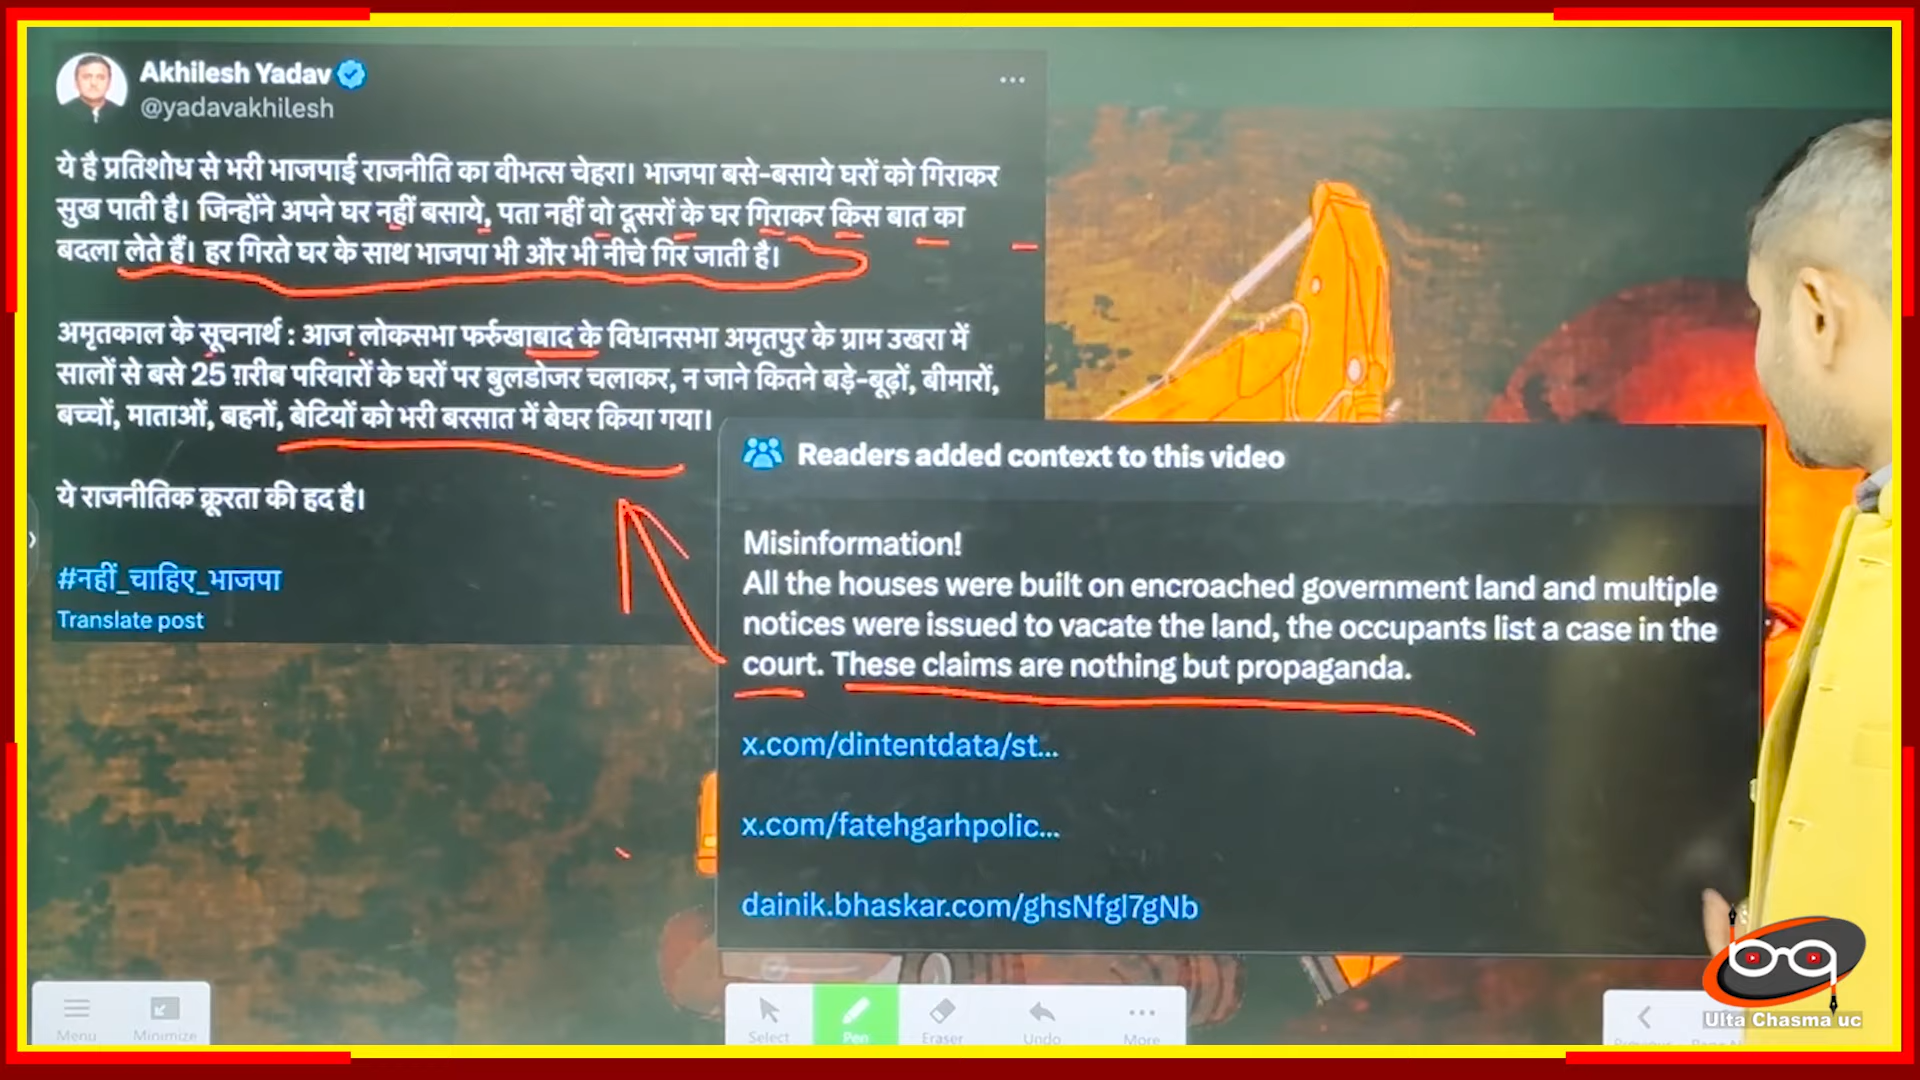 Akhilesh Yadav
@yadavakhilesh
ये है प्रतिशोध से भरी भाजपाई राजनीति का वीभत्स चेहरा। भाजपा बसे-बसाये घरों को गिराकर
सुख पाती है। जिन्होंने अपने घर नहीं बसाये, पता नहीं वो दूसरों के घर गिराकर किस बात का
बदला लेते हैं। हर गिरते घर के साथ भाजपा भी और भी नीचे गिर जाती है।
अमृतकाल के सूचनार्थ : आज लोकसभा फर्रुखाबाद के विधानसभा अमृतपुर के ग्राम उखरा में
सालों से बसे 25 ग़रीब परिवारों के घरों पर बुलडोजर चलाकर, न जाने कितने बड़े-बूढ़ों, बीमारों,
बच्चों, माताओं, बहनों, बेटियों को भरी बरसात में बेघर किया गया।
ये राजनीतिक क्रूरता की हद है।
#नहीं_चाहिए_भाजपा
Translate post
Readers added context to this video
Misinformation!
All the houses were built on encroached government land and multiple
notices were issued to vacate the land, the occupants list a case in the
court. These claims are nothing but propaganda.
x.com/dintentdata/st...
x.com/fatehgarhpolic...
dainik.bhaskar.com/ghsNfgl7gNb
Menu
Minimize
Select
Pen
Eraser
Undo
More
Ulta Chasma uc